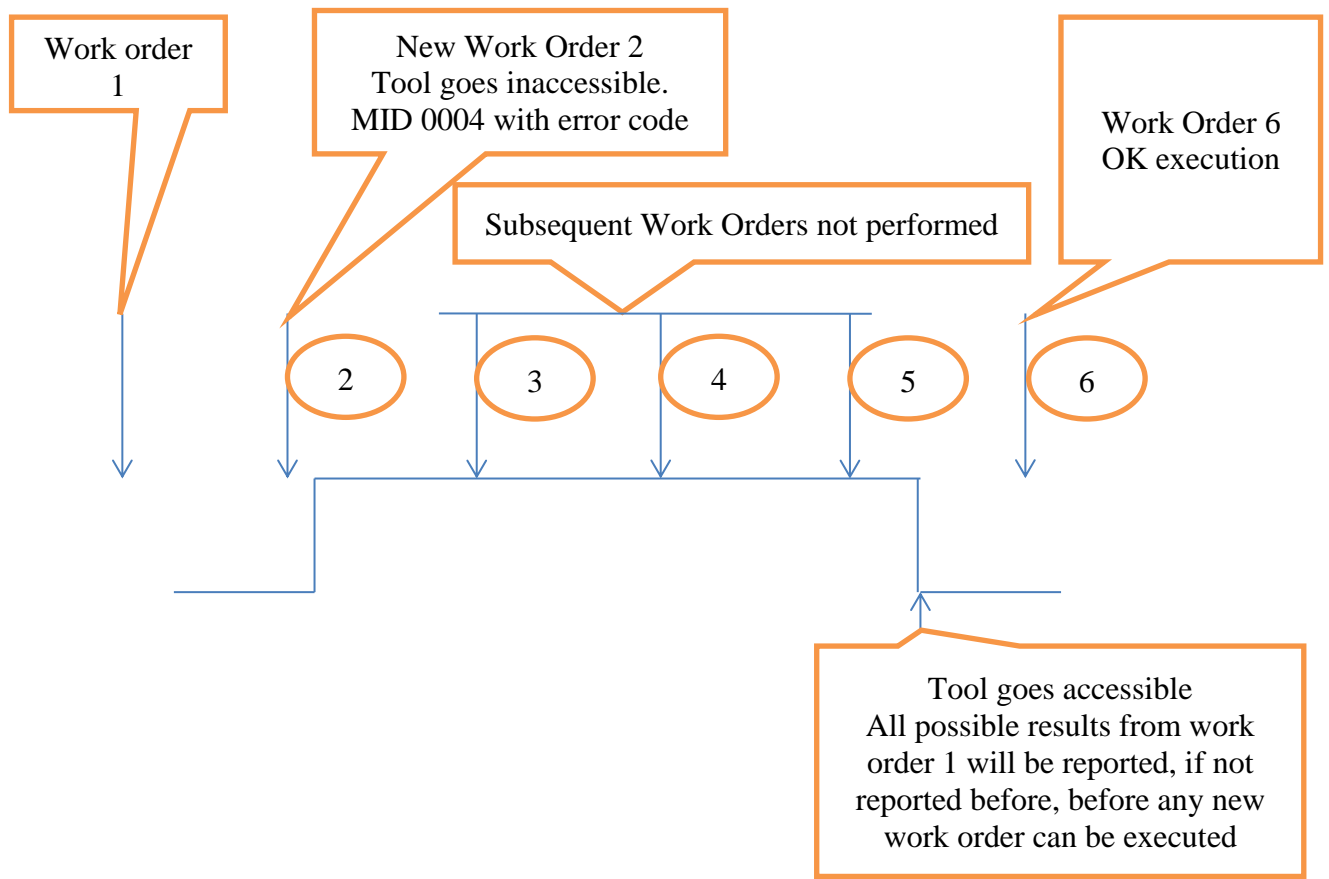 Work order
1
New Work Order 2
Tool goes inaccessible.
MID 0004 with error code
Work Order 6
OK execution
Subsequent Work Orders not performed
2
3
4
5
6
Tool goes accessible
All possible results from work
order 1 will be reported, if not
reported before, before any new
work order can be executed